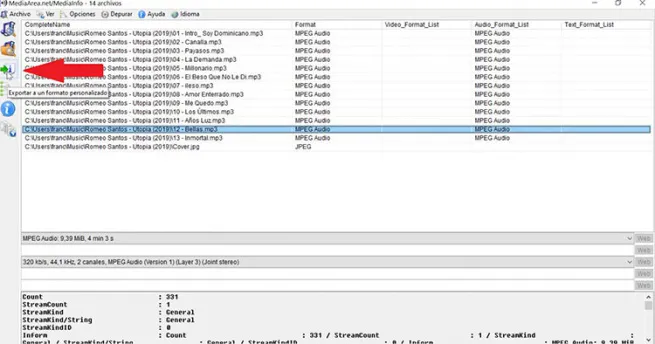 MediaArea.net/MediaInfo - 14 archivos
Archivo Ver Opciones Depurar Ayuda Idioma
CompleteName Format Video_Format_List Audio_Format_List Text_Format_List
C:\Users\franc\Music\Romeo Santos - Utopia (2019)\01 - Intro_ Soy Dominicano.mp3 MPEG Audio MPEG Audio
C:\Users\franc\Music\Romeo Santos - Utopia (2019)\02 - Canalla.mp3 MPEG Audio MPEG Audio
C:\Users\franc\Music\Romeo Santos - Utopia (2019)\03 - Payasos.mp3 MPEG Audio MPEG Audio
C:\Users\franc\Music\Romeo Santos - Utopia (2019)\04 - La Demanda.mp3 MPEG Audio MPEG Audio
C:\Users\franc\Music\Romeo Santos - Utopia (2019)\05 - Millonario.mp3 MPEG Audio MPEG Audio
C:\Users\franc\Music\Romeo Santos - Utopia (2019)\06 - El Beso Que No Le Di.mp3 MPEG Audio MPEG Audio
C:\Users\franc\Music\Romeo Santos - Utopia (2019)\07 - ileso.mp3 MPEG Audio MPEG Audio
Exportar a un formato personalizado
C:\Users\franc\Music\Romeo Santos - Utopia (2019)\08 - Amor Enterrado.mp3 MPEG Audio MPEG Audio
C:\Users\franc\Music\Romeo Santos - Utopia (2019)\09 - Me Quedo.mp3 MPEG Audio MPEG Audio
C:\Users\franc\Music\Romeo Santos - Utopia (2019)\10 - Los Últimos.mp3 MPEG Audio MPEG Audio
C:\Users\franc\Music\Romeo Santos - Utopia (2019)\11 - Años Luz.mp3 MPEG Audio MPEG Audio
C:\Users\franc\Music\Romeo Santos - Utopia (2019)\12 - Bellas.mp3 MPEG Audio MPEG Audio
C:\Users\franc\Music\Romeo Santos - Utopia (2019)\13 - Inmortal.mp3 MPEG Audio MPEG Audio
C:\Users\franc\Music\Romeo Santos - Utopia (2019)\Cover.jpg JPEG
MPEG Audio: 9,39 MiB, 4 min 3 s Web
Web
320 kb/s, 44,1 kHz, 2 canales, MPEG Audio (Version 1) (Layer 3) (Joint stereo) Web
Web
Count : 331
StreamCount : 1
StreamKind : General
StreamKind/String : General
StreamKindID : 0
Inform : Count : 331 / StreamCount : 1 / StreamKind :
General / StreamKind/String : General / StreamKindID : 0 / Inform : MPEG Audio: 9,39 MiB